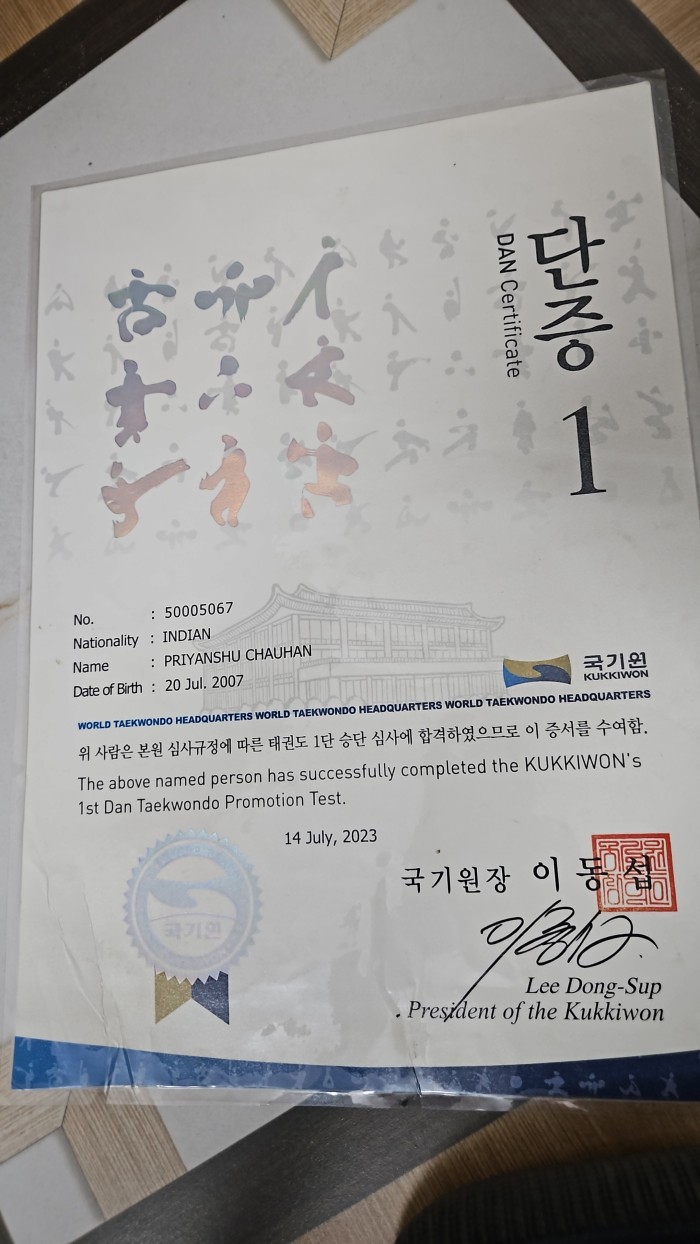 단증 1
DAN Certificate
No. : 50005067
Nationality : INDIAN
Name : PRIYANSHU CHAUHAN
Date of Birth : 20 Jul. 2007
국기원
KUKKIWON
WORLD TAEKWONDO HEADQUARTERS WORLD TAEKWONDO HEADQUARTERS WORLD TAEKWONDO HEADQUARTERS
위 사람은 본원 심사규정에 따른 태권도 1단 승단 심사에 합격하였으므로 이 증서를 수여함.
The above named person has successfully completed the KUKKIWON's
1st Dan Taekwondo Promotion Test.
14 July, 2023
국기원
국기원장 이동섭
Lee Dong-Sup
President of the Kukkiwon